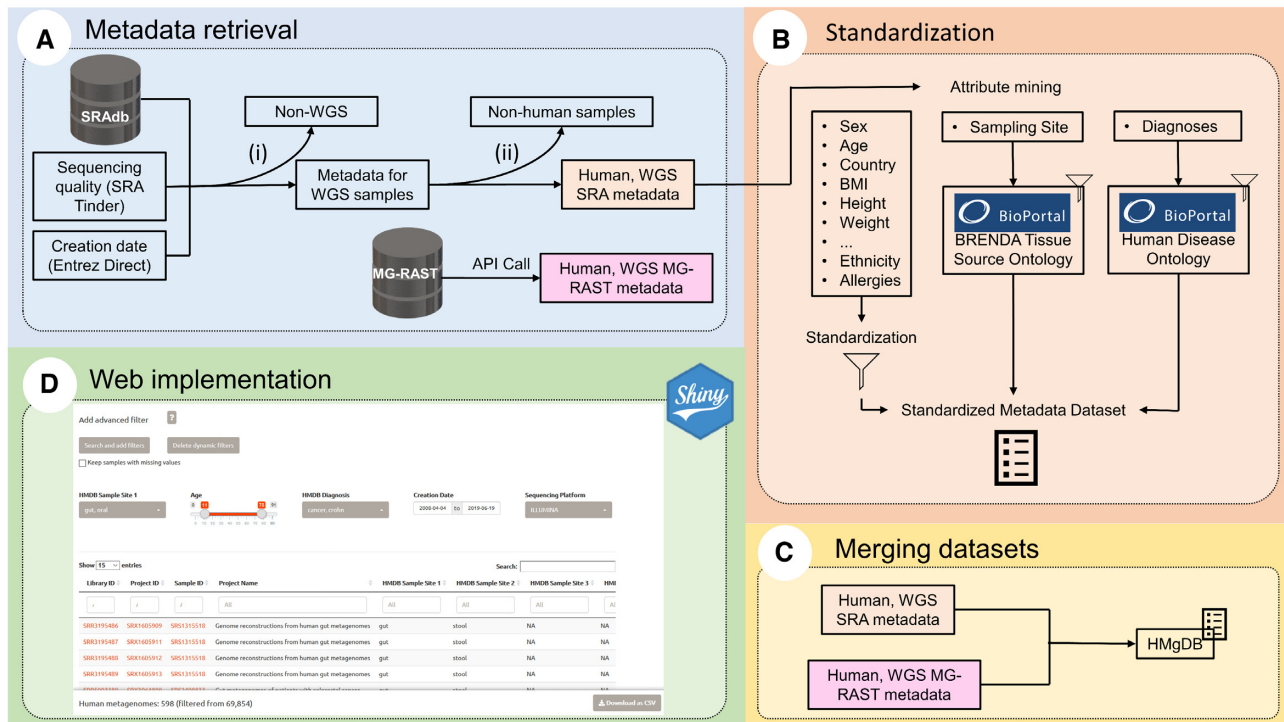 A
Metadata retrieval
SRAdb
Sequencing
quality (SRA
Tinder)
Creation date
(Entrez Direct)
Non-WGS
(i)
Metadata for
WGS samples
Non-human samples
(ii)
Human, WGS
SRA metadata
MG-RAST
API Call
Human, WGS MG-
RAST metadata
B
Standardization
Attribute mining
• Sex
• Age
• Country
• BMI
• Height
• Weight
• ...
• Ethnicity
• Allergies
Standardization
• Sampling Site
BioPortal
BRENDA Tissue
Source Ontology
• Diagnoses
BioPortal
Human Disease
Ontology
Standardized Metadata Dataset
D
Web implementation
Shiny
Add advanced filter ?
Search and add filters Delete dynamic filters
Keep samples with missing values
HMDB Sample Site 1 Age HMDB Diagnosis Creation Date Sequencing Platform
gut, oral cancer, crohn 2008-04-04 to 2019-06-19 ILLUMINA
Show 15 entries
Search:
Library ID Project ID Sample ID Project Name HMDB Sample Site 1 HMDB Sample Site 2 HMDB Sample Site 3
All All All All
SRR3195486 SRX1605909 SRS1315518 Genome reconstructions from human gut metagenomes gut stool NA NA
SRR3195487 SRX1605911 SRS1315518 Genome reconstructions from human gut metagenomes gut stool NA NA
SRR3195488 SRX1605912 SRS1315518 Genome reconstructions from human gut metagenomes gut stool NA NA
SRR3195489 SRX1605913 SRS1315518 Genome reconstructions from human gut metagenomes gut stool NA NA
Human metagenomes: 598 (filtered from 69,854)
Download as CSV
C
Merging datasets
Human, WGS
SRA metadata
Human, WGS MG-
RAST metadata
HMgDB